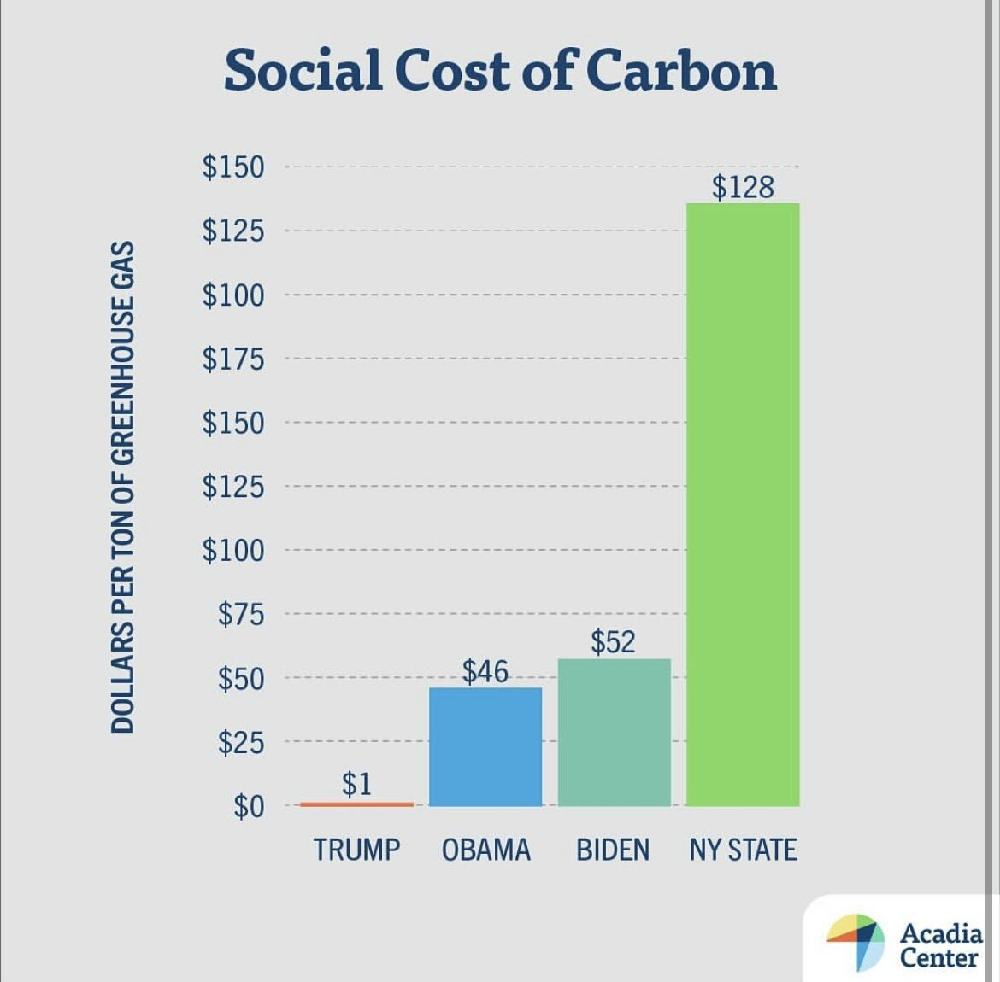 Social Cost of Carbon
DOLLARS PER TON OF GREENHOUSE GAS
$150
$125
$100
$175
$150
$125
$100
$75
$50
$25
$0
$1
$46
$52
$128
TRUMP
OBAMA
BIDEN
NY STATE
Acadia
Center